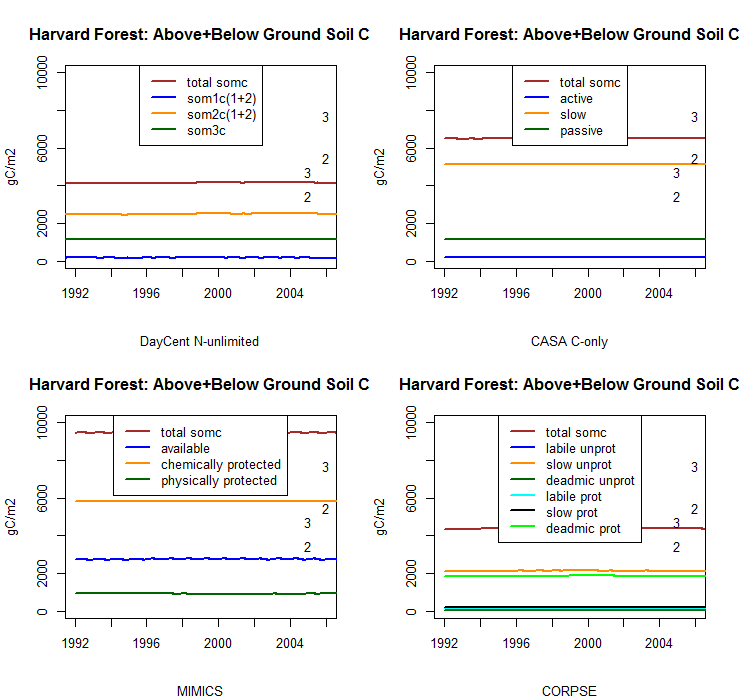 Harvard Forest: Above+Below Ground Soil C
gC/m2
10000
6000
2000
0
total somc
som1c(1+2)
som2c(1+2)
som3c
3
2
3
2
1992 1996 2000 2004
DayCent N-unlimited
Harvard Forest: Above+Below Ground Soil C
gC/m2
10000
6000
2000
0
total somc
active
slow
passive
3
2
3
2
1992 1996 2000 2004
CASA C-only
Harvard Forest: Above+Below Ground Soil C
gC/m2
10000
6000
2000
0
total somc
available
chemically protected
physically protected
3
2
3
2
1992 1996 2000 2004
MIMICS
Harvard Forest: Above+Below Ground Soil C
gC/m2
10000
6000
2000
0
total somc
labile unprot
slow unprot
deadmic unprot
labile prot
slow prot
deadmic prot
3
2
3
2
1992 1996 2000 2004
CORPSE